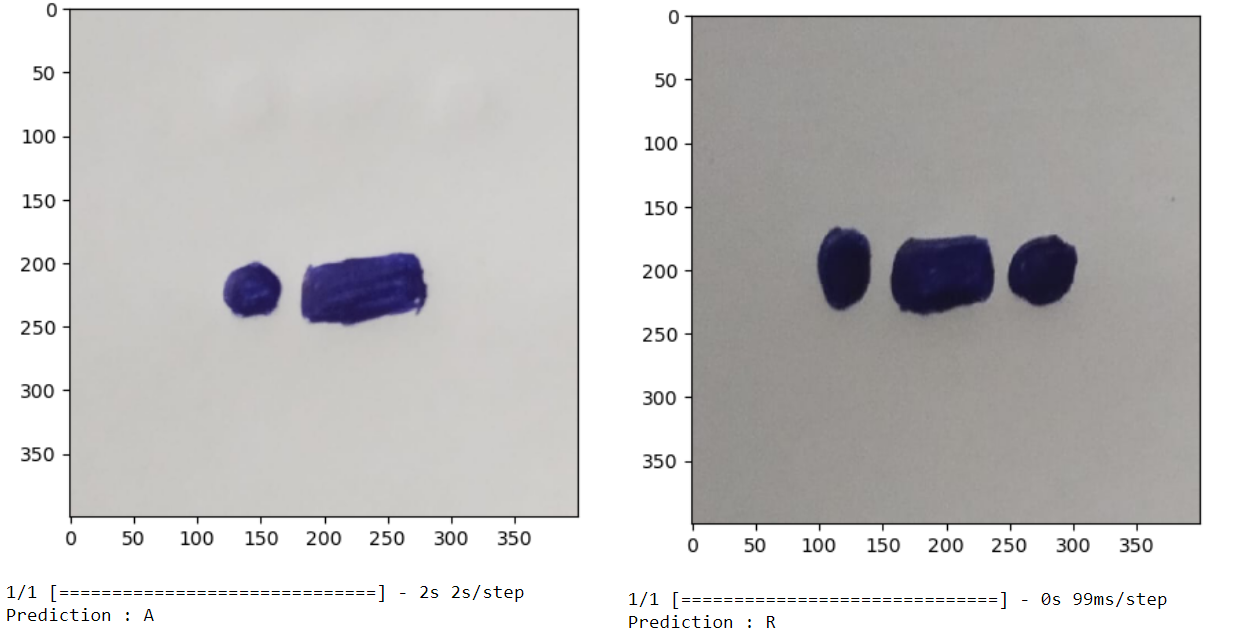 0
50
100
150
200
250
300
350
0 50 100 150 200 250 300 350
1/1 [==============================] - 2s 2s/step
Prediction : A
0
50
100
150
200
250
300
350
0 50 100 150 200 250 300 350
1/1 [==============================] - 0s 99ms/step
Prediction : R